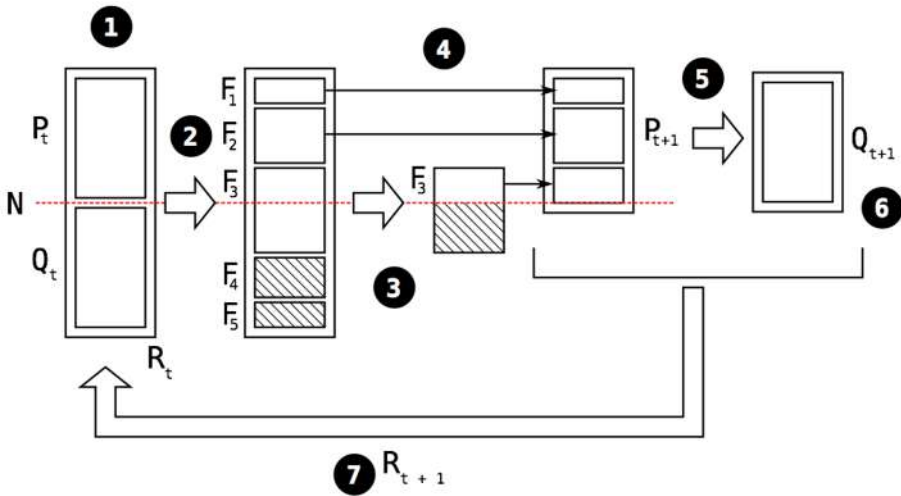 1
4
5
2
P_t
F_1
F_2
F_3
F_3
P_{t+1}
Q_{t+1}
N
6
Q_t
F_4
F_5
3
R_t
7 R_{t + 1}